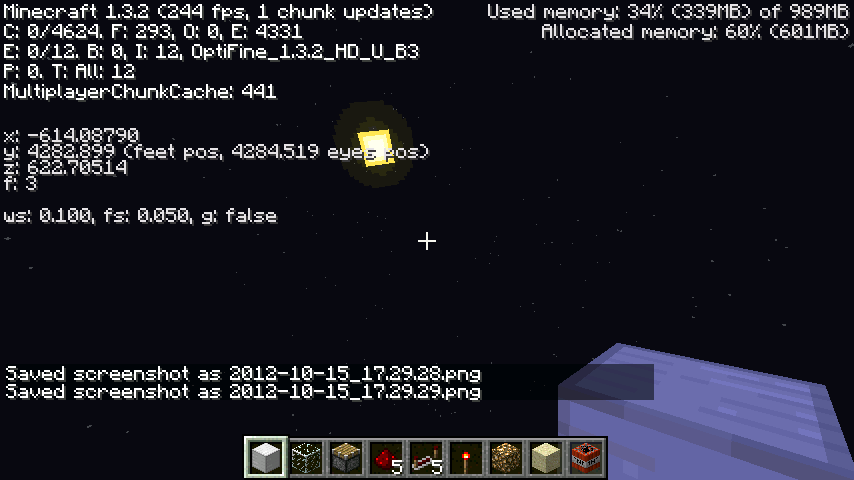 Minecraft 1.3.2 (244 fps, 1 chunk updates)
Used memory: 34% (339MB) of 989MB
C: 0/4624. F: 293, O: 0, E: 4331
Allocated memory: 60% (601MB)
E: 0/12. B: 0, I: 12, OptiFine_1.3.2_HD_U_B3
P: 0. T: All: 12
MultiplayerChunkCache: 441
x: -614.08790
y: 4282.899 (feet pos, 4284.519 eyes pos)
z: 622.70514
f: 3
ws: 0.100, fs: 0.050, g: false
Saved screenshot as 2012-10-15_17.29.28.png
Saved screenshot as 2012-10-15_17.29.29.png
5 5